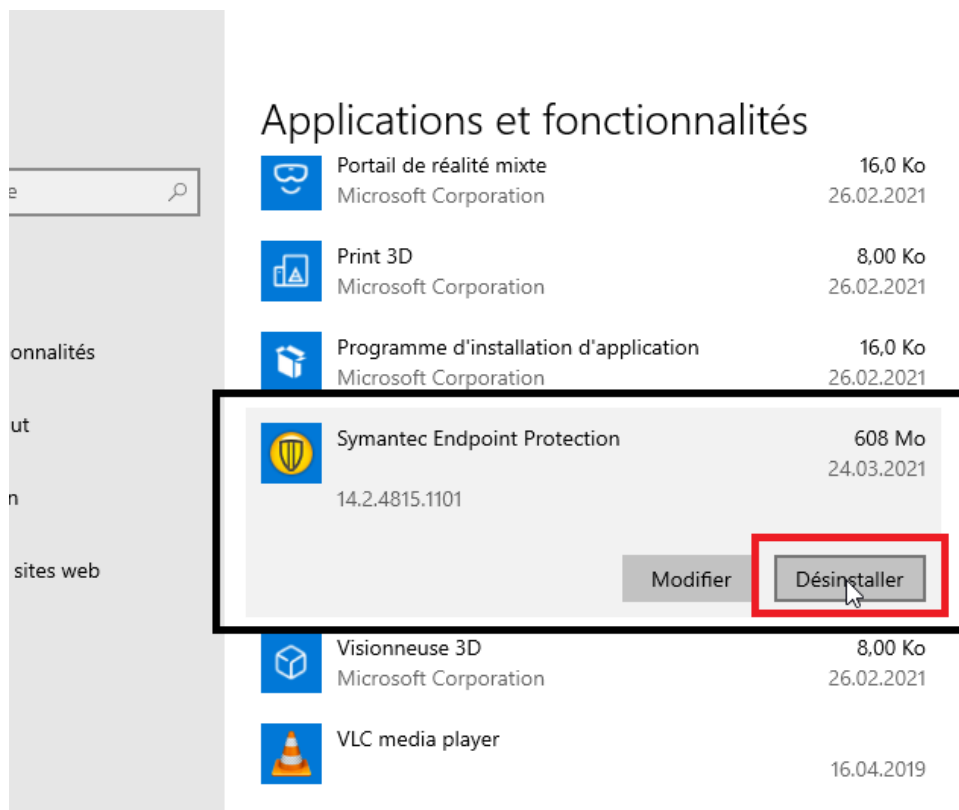 Applications et fonctionnalités
e
onnalités
ut
n
sites web
Portail de réalité mixte 16,0 Ko
Microsoft Corporation 26.02.2021
Print 3D 8,00 Ko
Microsoft Corporation 26.02.2021
Programme d'installation d'application 16,0 Ko
Microsoft Corporation 26.02.2021
Symantec Endpoint Protection 608 Mo
24.03.2021
14.2.4815.1101
Modifier Désinstaller
Visionneuse 3D 8,00 Ko
Microsoft Corporation 26.02.2021
VLC media player
16.04.2019